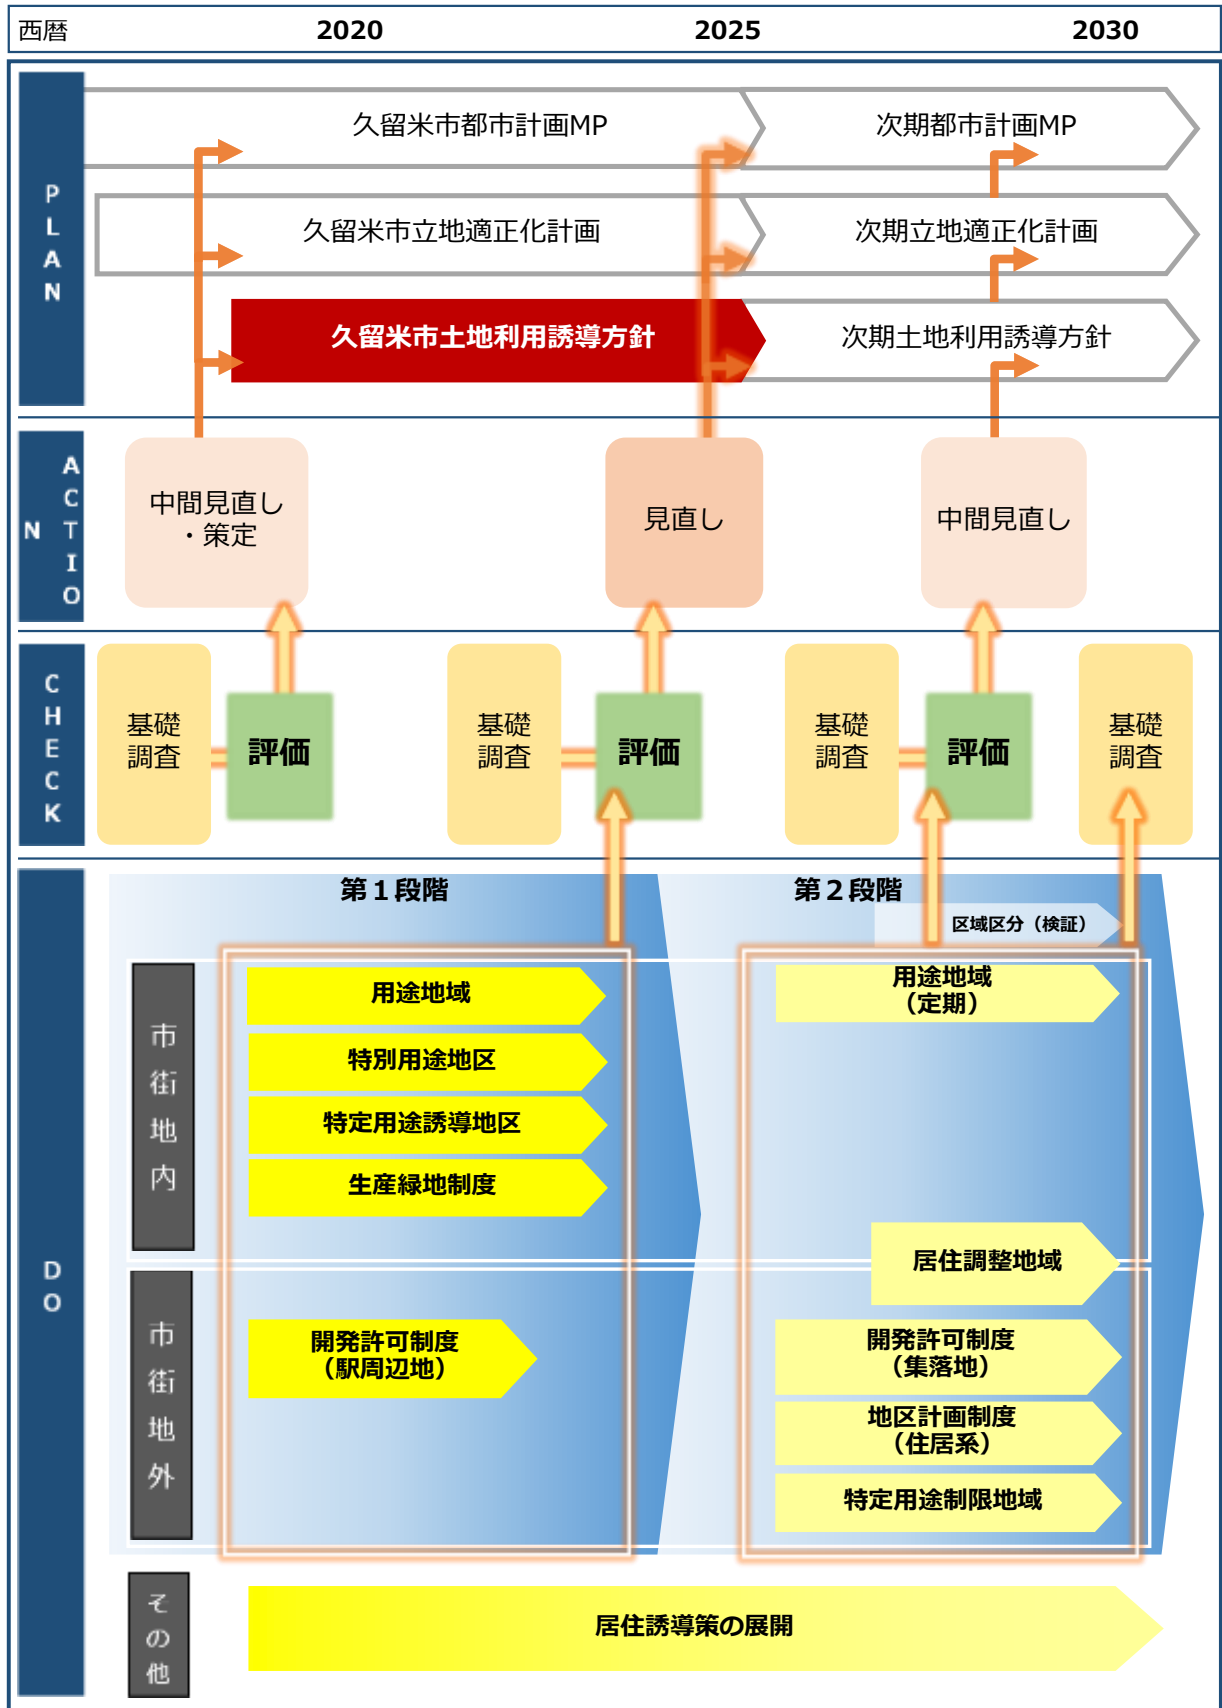 西暦 2020 2025 2030
PLAN
久留米市都市計画MP
次期都市計画MP
久留米市立地適正化計画
次期立地適正化計画
久留米市土地利用誘導方針
次期土地利用誘導方針
ACTION
中間見直し
・策定
見直し
中間見直し
CHECK
基礎
調査
評価
基礎
調査
評価
基礎
調査
評価
基礎
調査
DO
第１段階
第２段階
区域区分（検証）
市街地内
用途地域
特別用途地区
特定用途誘導地区
生産緑地制度
用途地域
（定期）
居住調整地域
市街地外
開発許可制度
（駅周辺地）
開発許可制度
（集落地）
地区計画制度
（住居系）
特定用途制限地域
その他
居住誘導策の展開